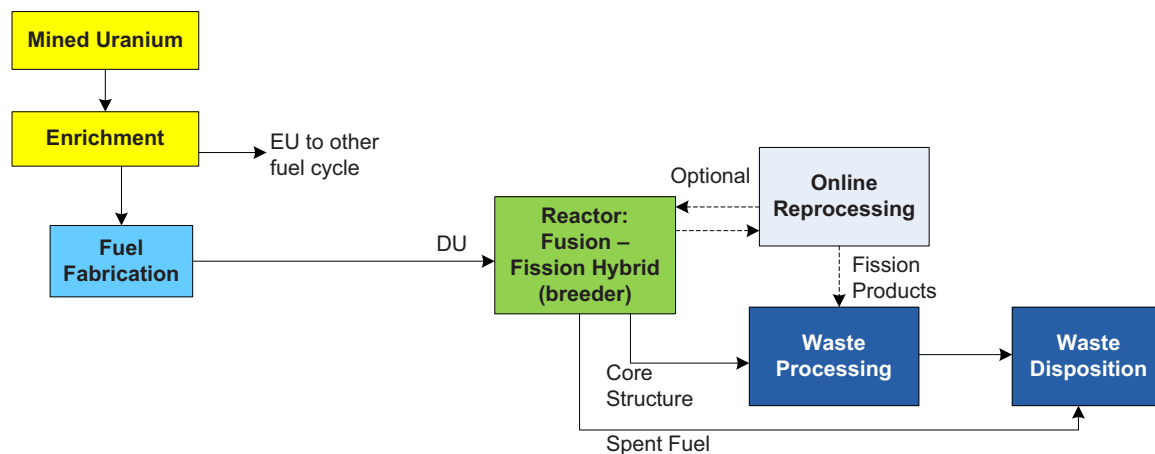 Mined Uranium
Enrichment
EU to other
fuel cycle
Optional
Online
Reprocessing
Reactor:
Fusion –
Fission Hybrid
(breeder)
Fuel
Fabrication
DU
Fission
Products
Waste
Processing
Waste
Disposition
Core
Structure
Spent Fuel